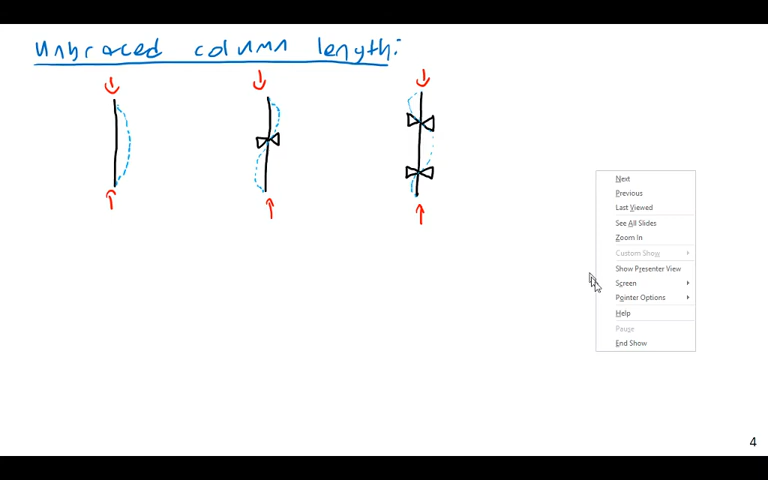 Unbraced column length:
Next
Previous
Last Viewed
See All Slides
Zoom In
Custom Show
Show Presenter View
Screen
Pointer Options
Help
Pause
End Show
4